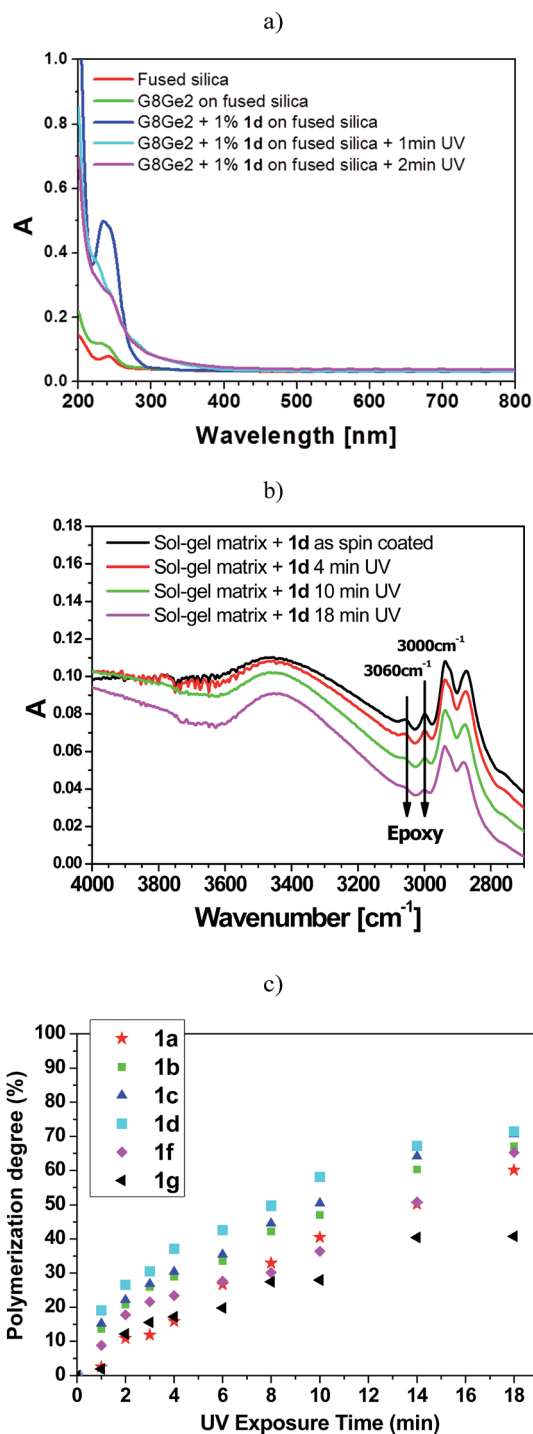 a)
1.0
Fused silica
G8Ge2 on fused silica
0.8
G8Ge2 + 1% 1d on fused silica
G8Ge2 + 1% 1d on fused silica + 1min UV
G8Ge2 + 1% 1d on fused silica + 2min UV
0.6
A
0.4
0.2
0.0
200 300 400 500 600 700 800
Wavelength [nm]
b)
0.18
Sol-gel matrix + 1d as spin coated
0.16
Sol-gel matrix + 1d 4 min UV
0.14
Sol-gel matrix + 1d 10 min UV
Sol-gel matrix + 1d 18 min UV
0.12
3000cm-1
3060cm-1
0.10
A
0.08
0.06
0.04
0.02
Epoxy
0.00
4000 3600 3400 3200 3000 2800
Wavenumber [cm-1]
c)
100
1a
90
1b
80
1c
70
1d
60
1f
50
1g
40
30
20
10
0
Polymerization degree (%)
0 2 4 6 8 10 12 14 16 18
UV Exposure Time (min)